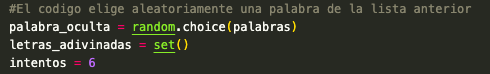 #El codigo elige aleatoriamente una palabra de la lista anterior
palabra_oculta = random.choice(palabras)
letras_adivinadas = set()
intentos = 6